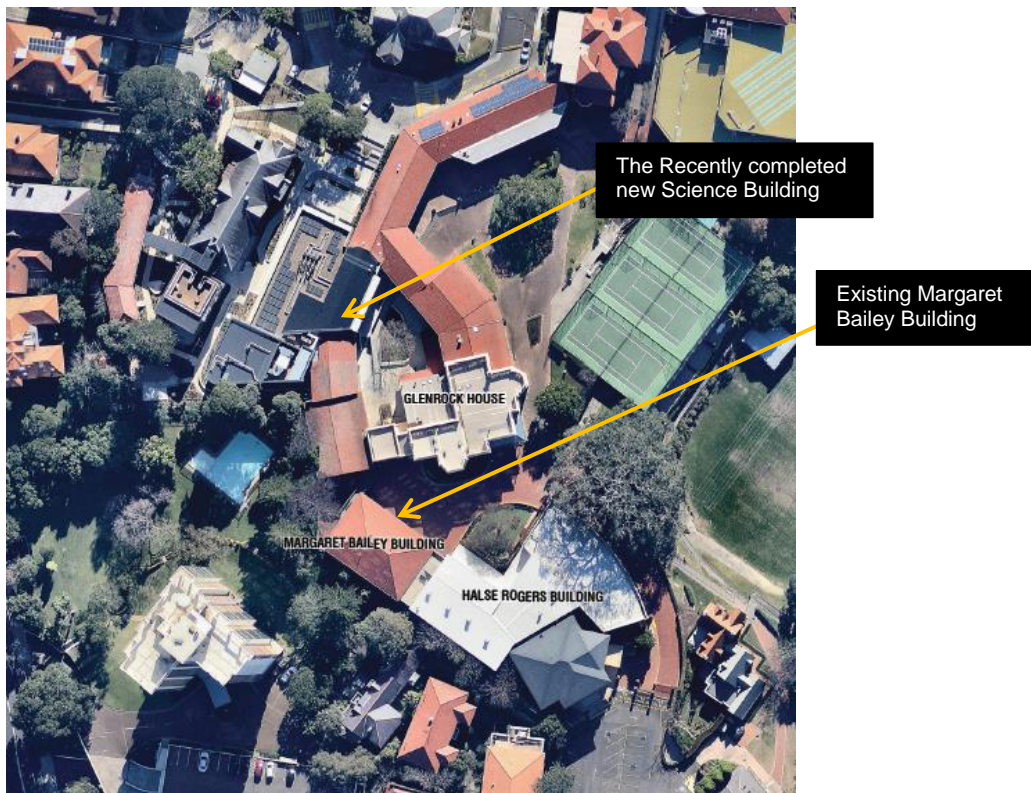 The Recently completed
new Science Building
Existing Margaret
Bailey Building
GLENROCK HOUSE
MARGARET BAILEY BUILDING
HALSE ROGERS BUILDING